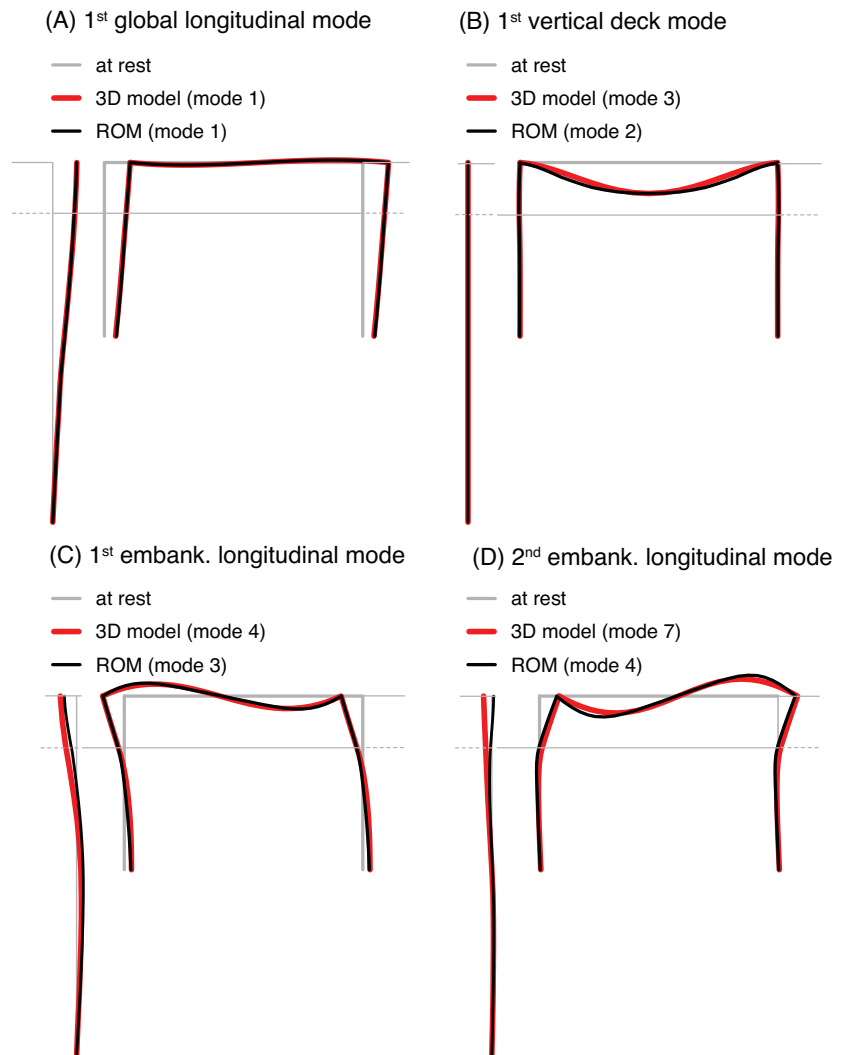 (A) 1st global longitudinal mode
at rest
3D model (mode 1)
ROM (mode 1)
(B) 1st vertical deck mode
at rest
3D model (mode 3)
ROM (mode 2)
(C) 1st embank. longitudinal mode
at rest
3D model (mode 4)
ROM (mode 3)
(D) 2nd embank. longitudinal mode
at rest
3D model (mode 7)
ROM (mode 4)